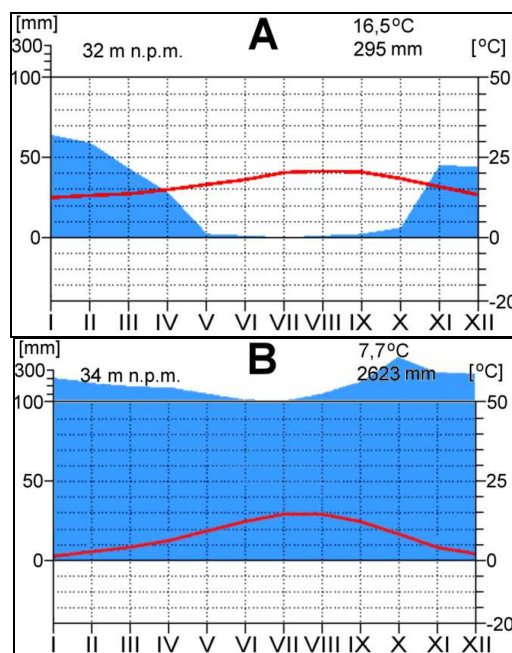 [mm] A 16,5°C
300 32 m n.p.m. 295 mm [°C]
100 50
50 25
0 0
-20
I II III IV V VI VII VIII IX X XI XII
[mm] B 7,7°C
300 34 m n.p.m. 2623 mm [°C]
100 50
50 25
0 0
-20
I II III IV V VI VII VIII IX X XI XII